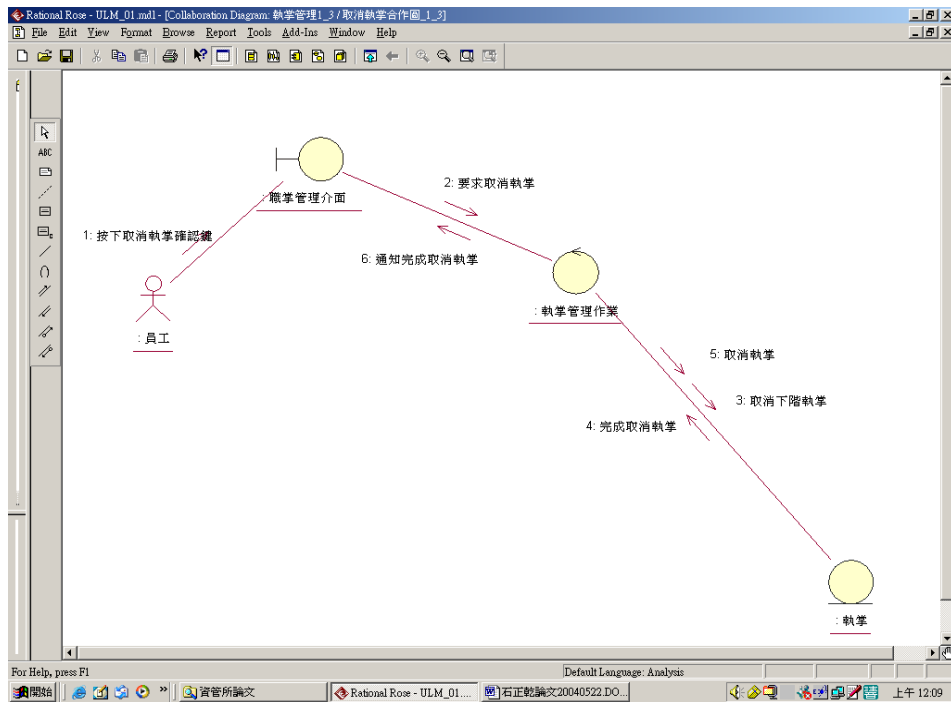 Rational Rose - ULM_01.mdl - [Collaboration Diagram: 執掌管理1_3 / 取消執掌合作圖_1_3]
File Edit View Format Browse Report Tools Add-Ins Window Help
ABC
: 職掌管理介面
2: 要求取消執掌
1: 按下取消執掌確認鍵
6: 通知完成取消執掌
: 員工
: 執掌管理作業
5: 取消執掌
3: 取消下階執掌
4: 完成取消執掌
: 執掌
For Help, press F1
Default Language: Analysis
開始
資管所論文
Rational Rose - ULM_01....
石正乾論文20040522.DO...
上午 12:09